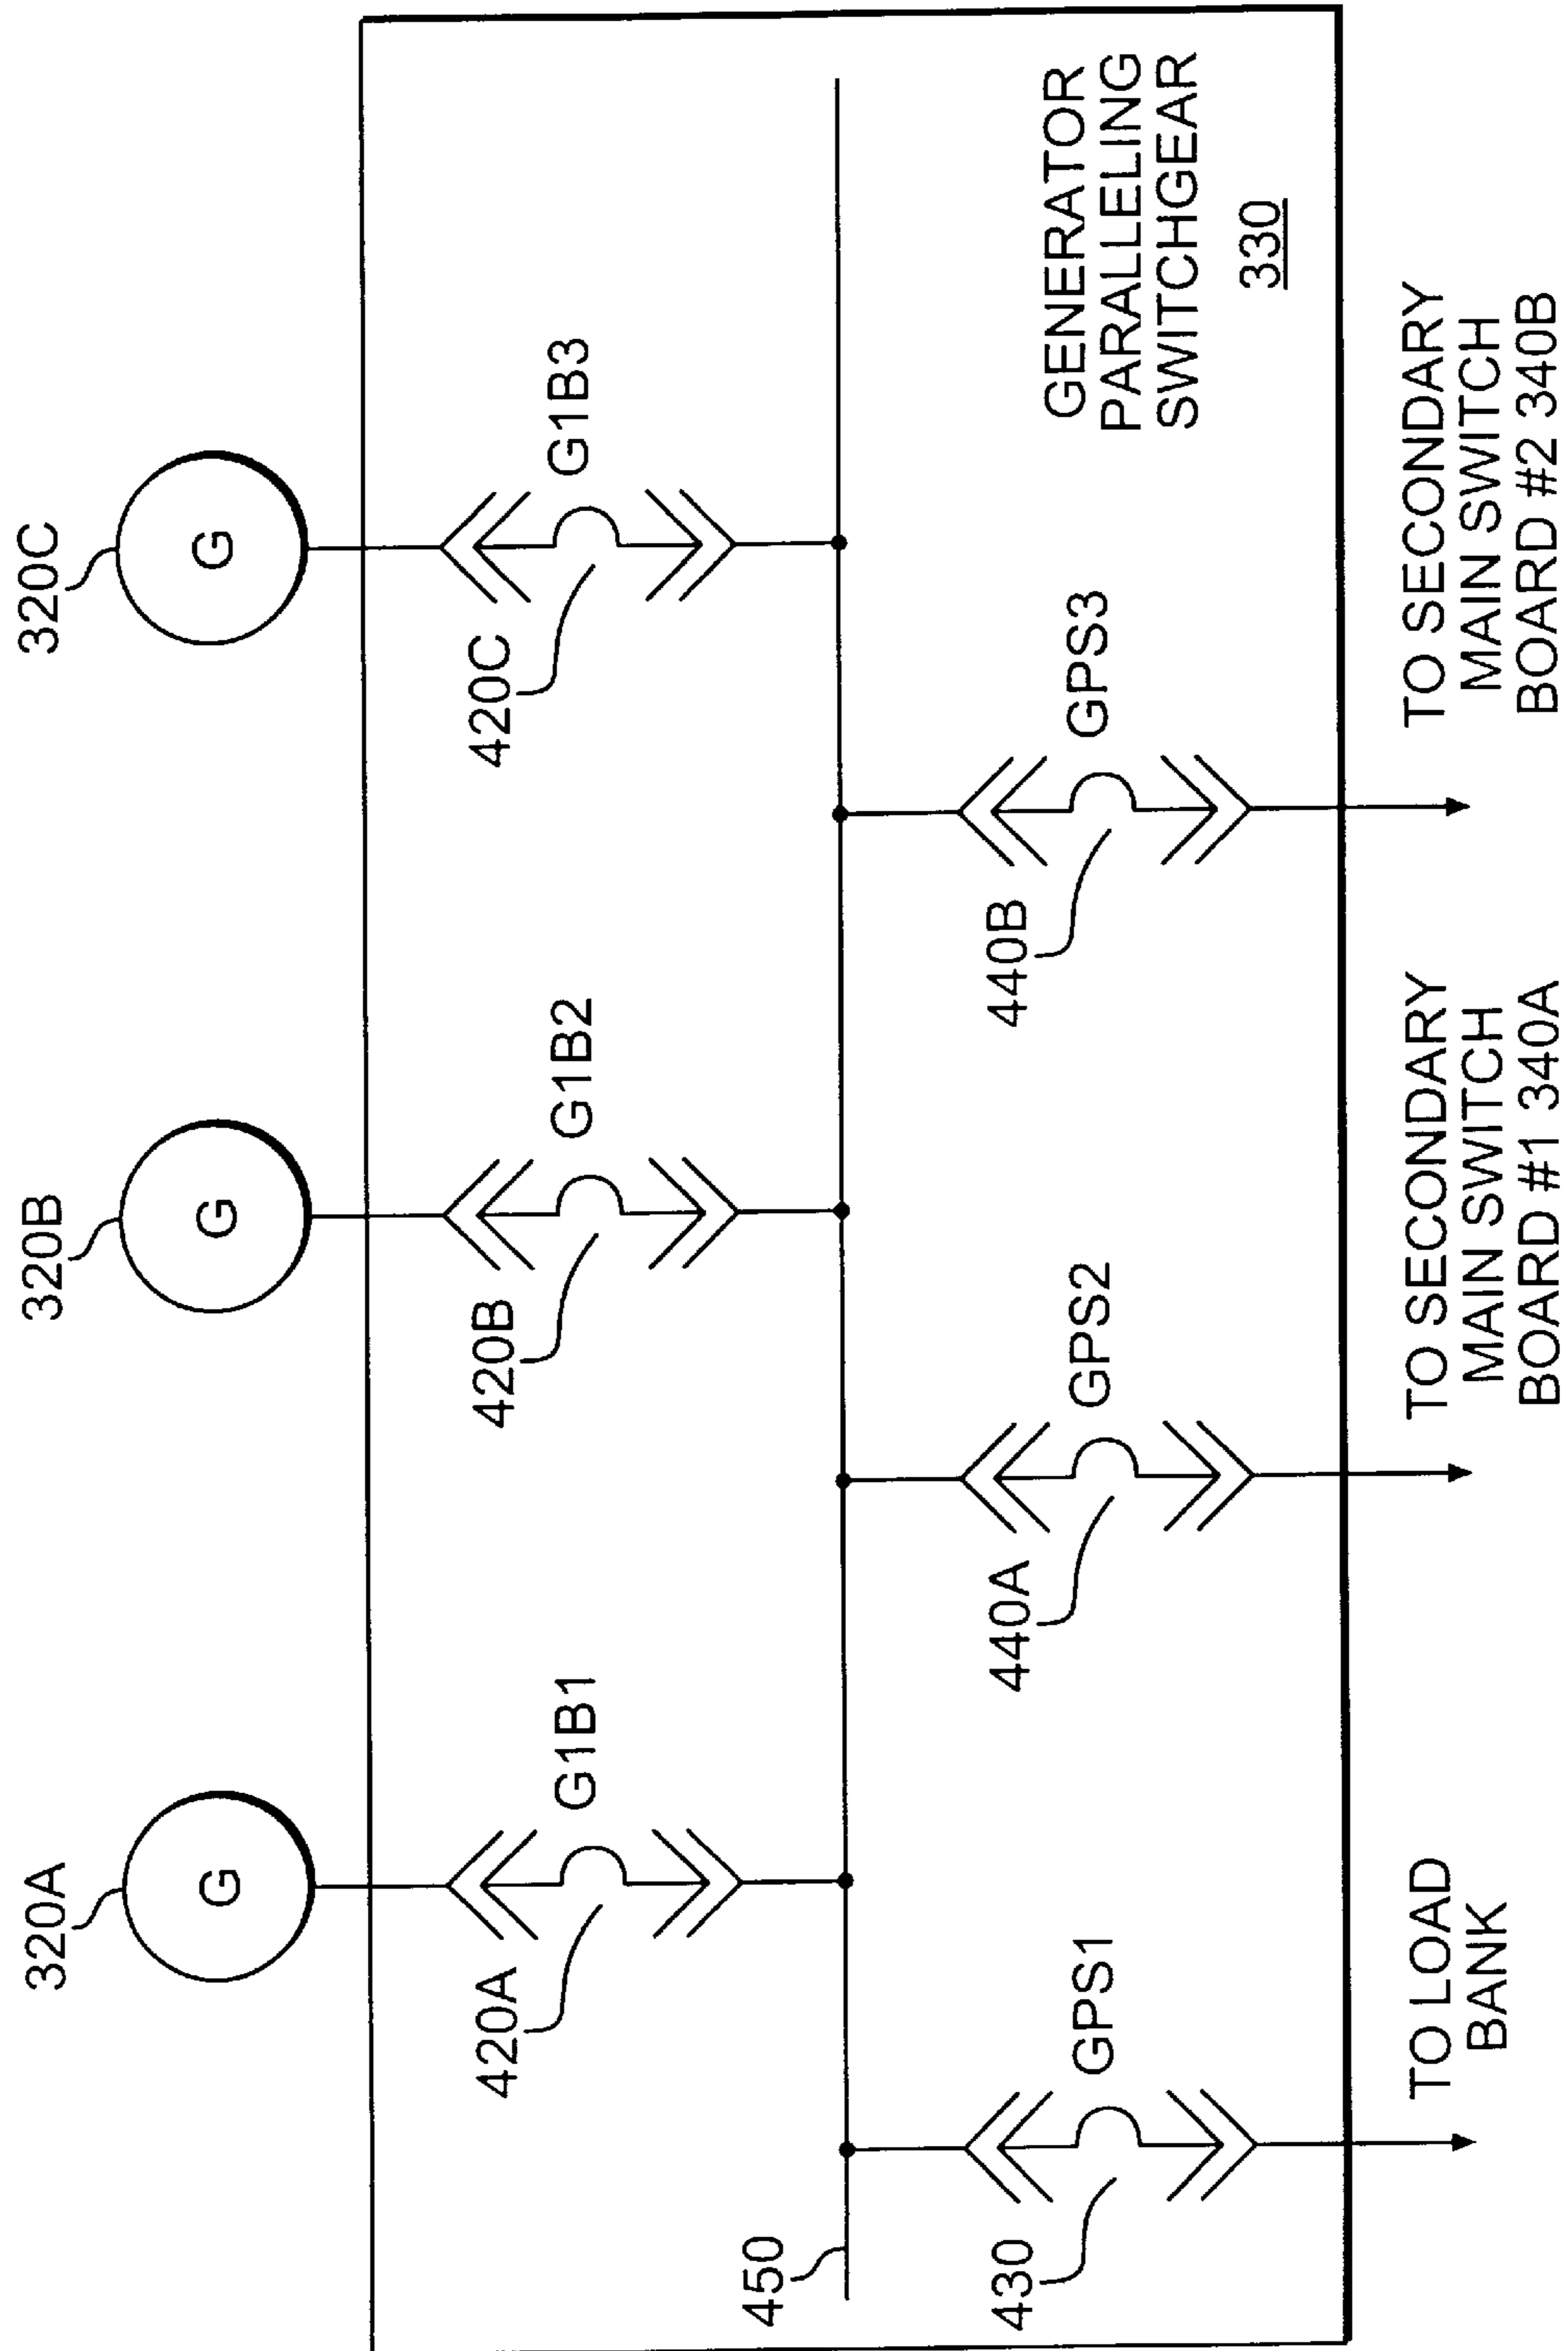 320A
320B
320C
G
G
G
420A
G1B1
420B
G1B2
420C
G1B3
450
430
GPS1
440A
GPS2
440B
GPS3
GENERATOR
PARALLELING
SWITCHGEAR
330
TO LOAD
BANK
TO SECONDARY
MAIN SWITCH
BOARD #1 340A
TO SECONDARY
MAIN SWITCH
BOARD #2 340B